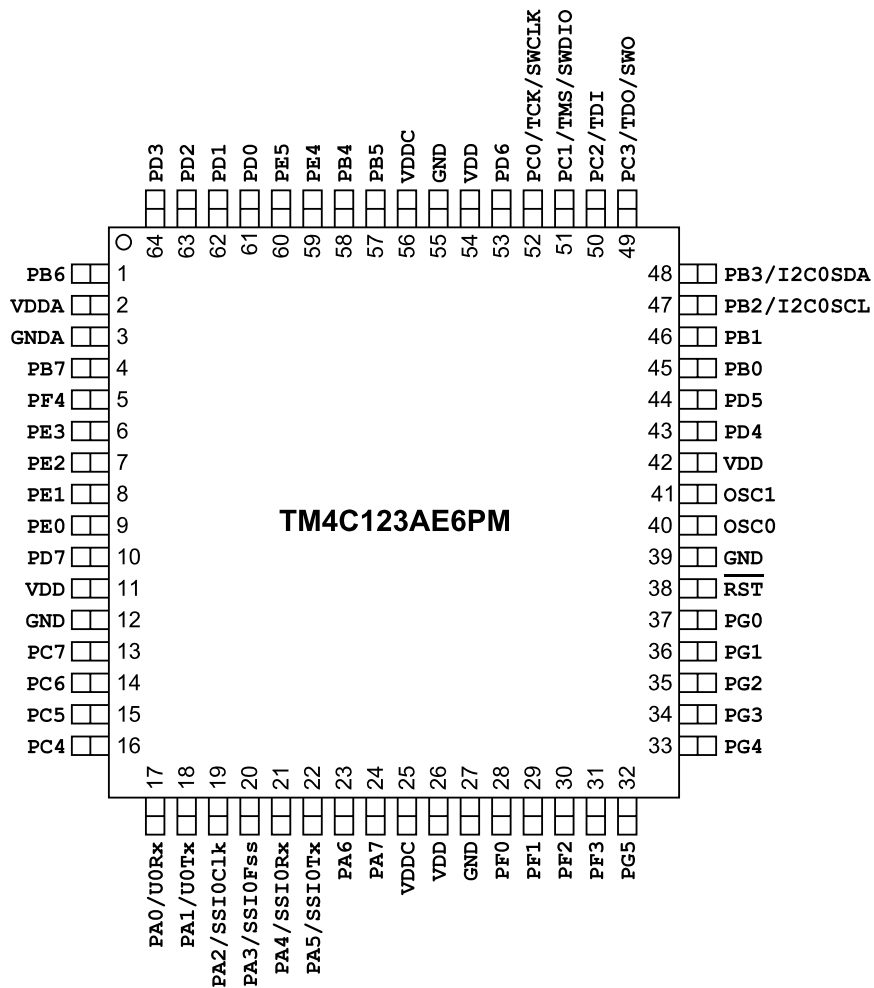 PC0/TCK/SWCLK
PC1/TMS/SWDIO
PC2/TDI
PC3/TDO/SWO
PD3 PD2 PD1 PD0 PE5 PE4 PB4 PB5 VDDC GND VDD PD6
64 63 62 61 60 59 58 57 56 55 54 53 52 51 50 49
PB6 1 48 PB3/I2C0SDA
VDDA 2 47 PB2/I2C0SCL
GNDA 3 46 PB1
PB7 4 45 PB0
PF4 5 44 PD5
PE3 6 43 PD4
PE2 7 42 VDD
PE1 8 41 OSC1
TM4C123AE6PM
PE0 9 40 OSC0
PD7 10 39 GND
VDD 11 38 RST
GND 12 37 PG0
PC7 13 36 PG1
PC6 14 35 PG2
PC5 15 34 PG3
PC4 16 33 PG4
17 18 19 20 21 22 23 24 25 26 27 28 29 30 31 32
PA0/U0Rx
PA1/U0Tx
PA2/SSI0Clk
PA3/SSI0Fss
PA4/SSI0Rx
PA5/SSI0Tx
PA6
PA7
VDDC
VDD
GND
PF0
PF1
PF2
PF3
PG5